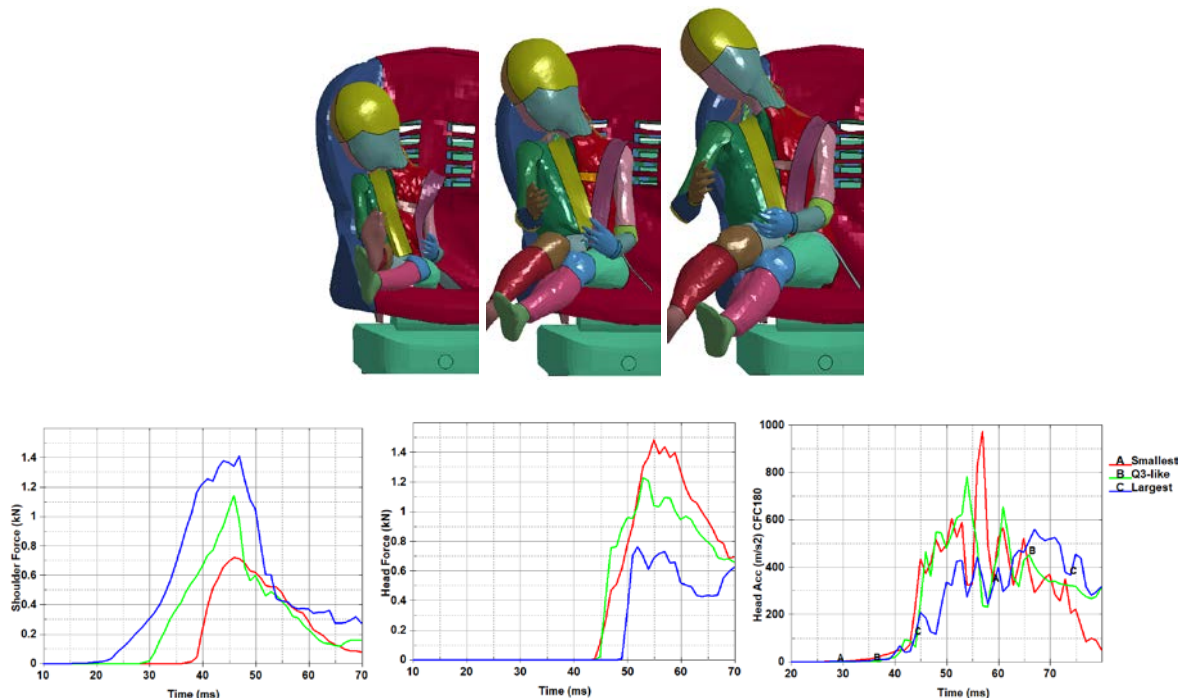 Shoulder Force (kN)
1.4
1.2
1
0.8
0.6
0.4
0.2
0
10 20 30 40 50 60 70
Time (ms)
Head Force (kN)
1.4
1.2
1
0.8
0.6
0.4
0.2
0
10 20 30 40 50 60 70
Time (ms)
Head Acc (m/s2) CFC180
1000
800
600
400
200
0
20 40 60
Time (ms)
A B C A B C
A Smallest
B Q3-like
C Largest